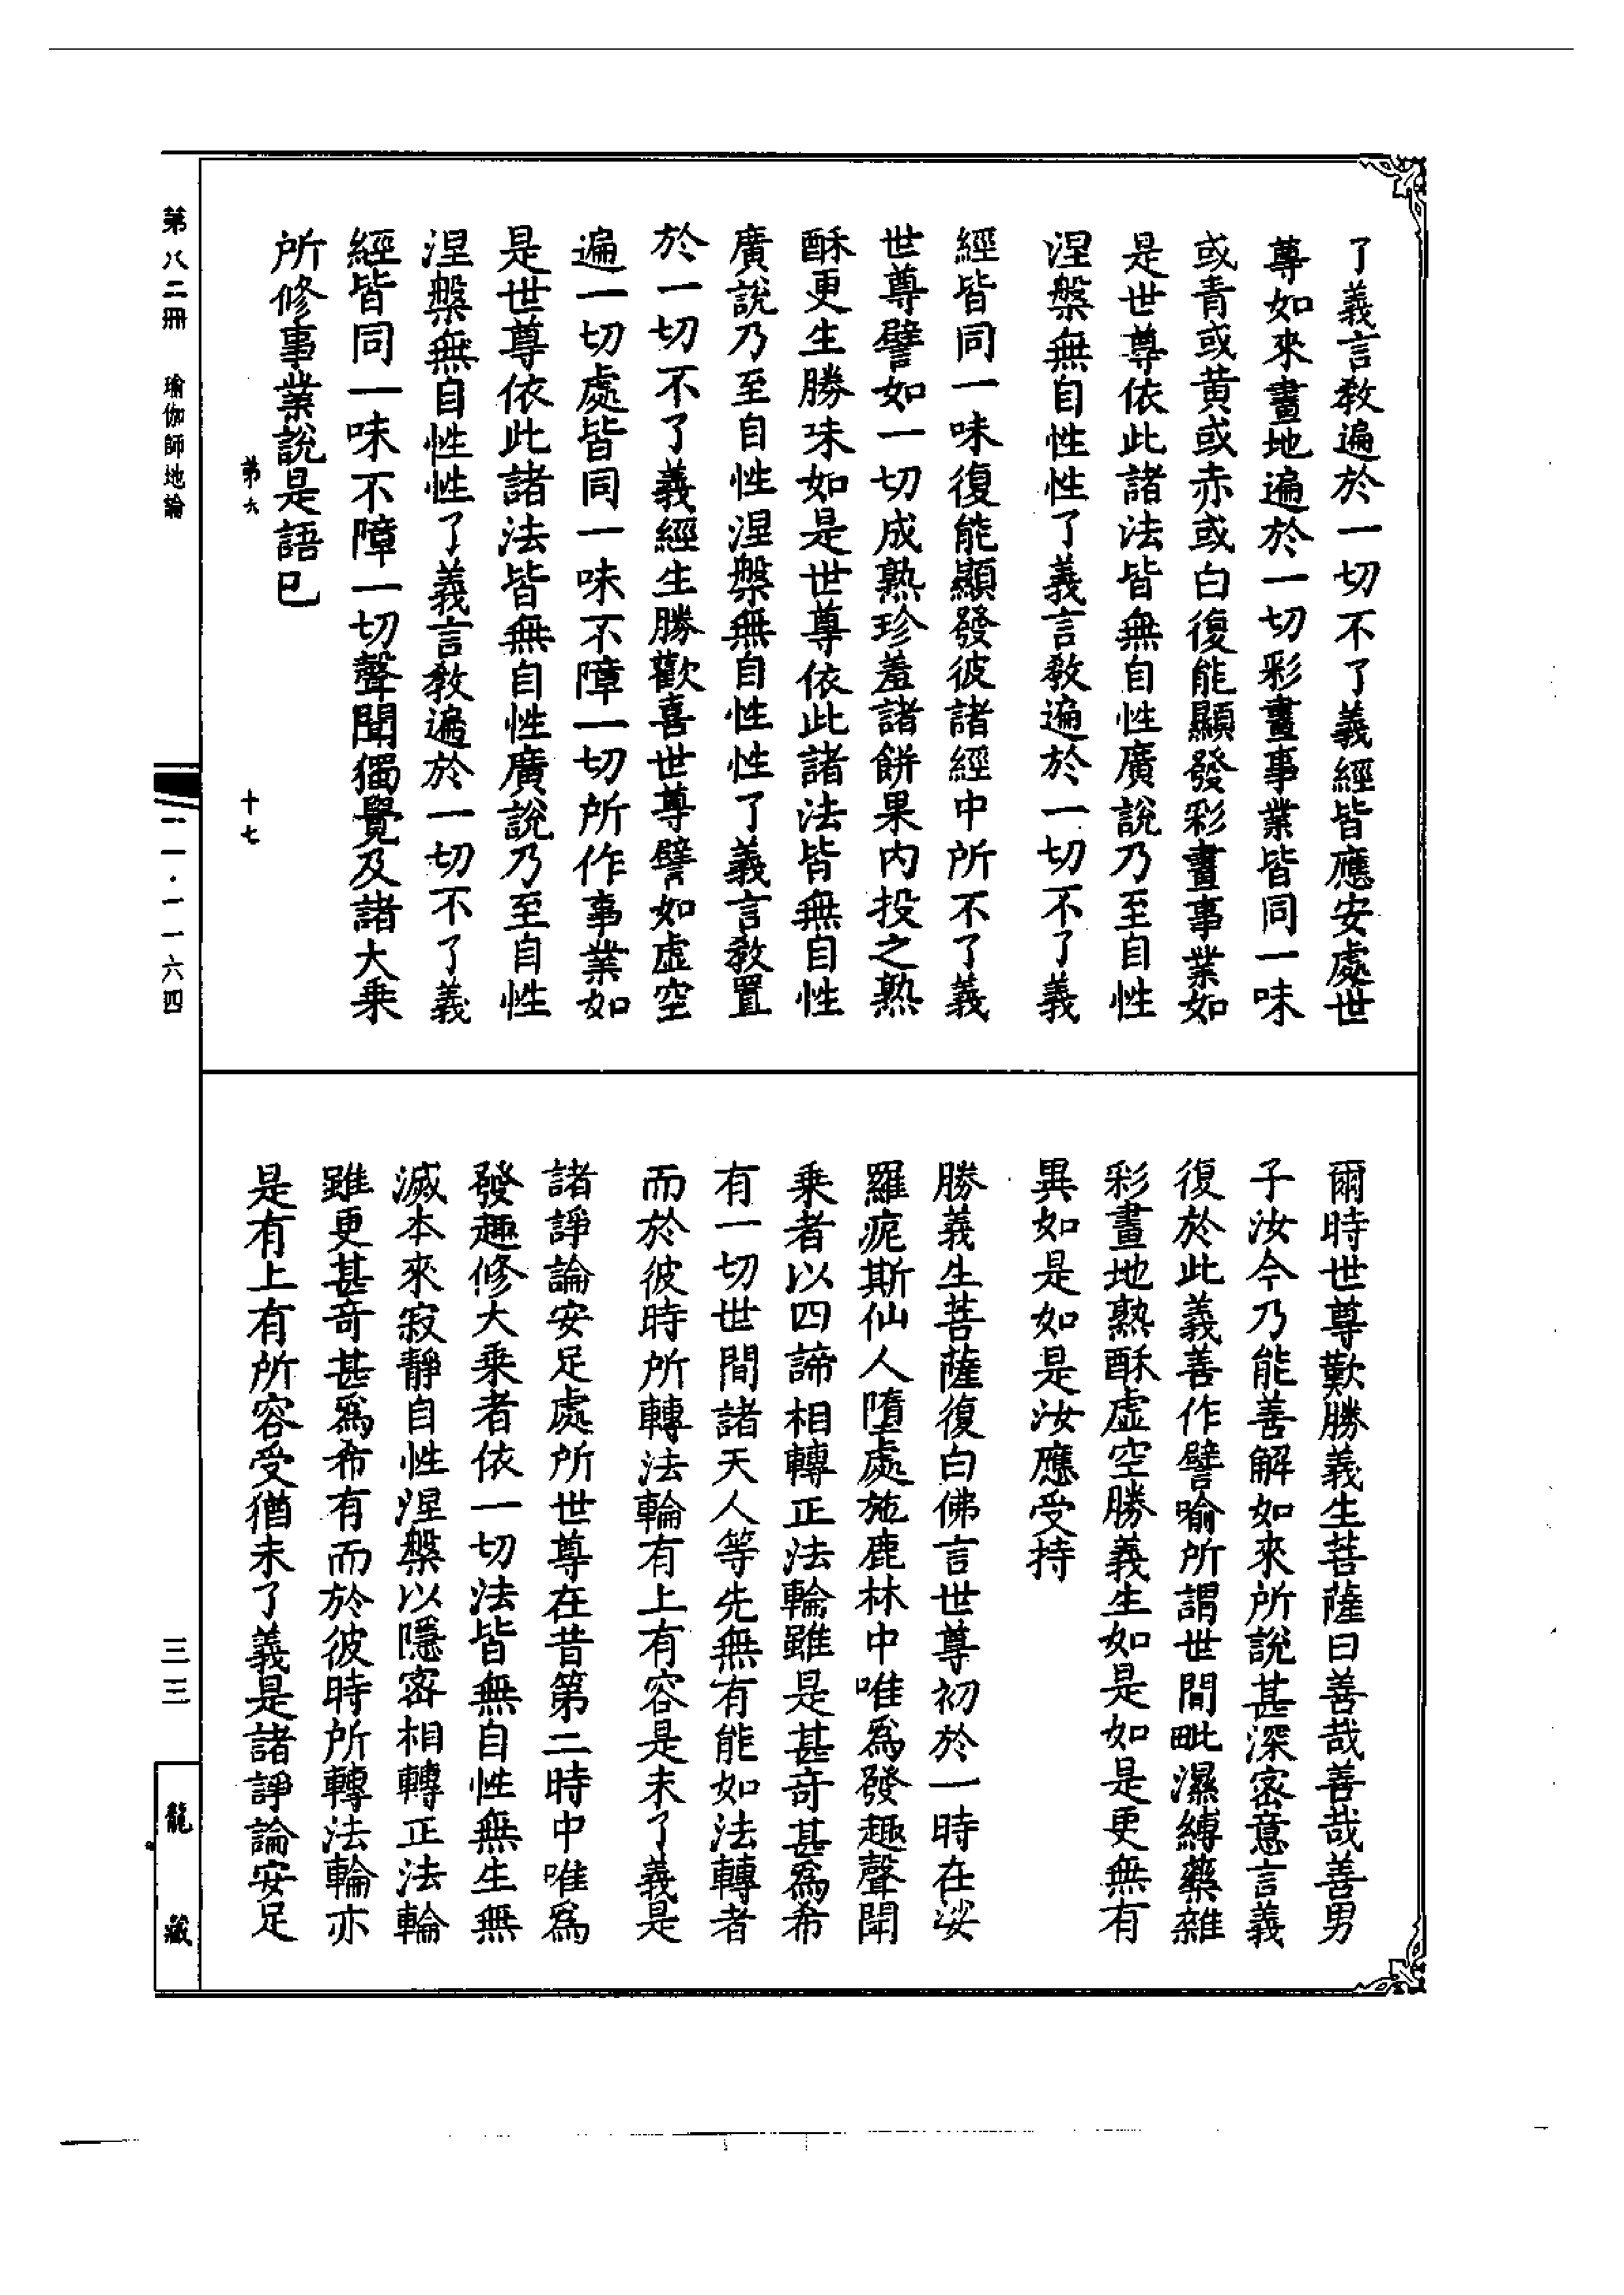 了義言教遍於一切不了義經皆應安處世
尊如來畫地遍於一切彩畫事業皆同一味
或青或黃或赤或白復能顯發彩畫事業如
是世尊依此諸法皆無自性廣說乃至自性
涅槃無自性性了義言教遍於一切不了義
經皆同一味復能顯發彼諸經中所不了義
世尊譬如一切成熟珍羞諸餅果內投之熟
酥更生勝味如是世尊依此諸法皆無自性
廣說乃至自性涅槃無自性性了義言教置
於一切不了義經生勝歡喜世尊譬如虛空
遍一切處皆同一味不障一切所作事業如
是世尊依此諸法皆無自性廣說乃至自性
涅槃無自性性了義言教遍於一切不了義
經皆同一味不障一切聲聞獨覺及諸大乘
所修事業說是語已
第六 十七
爾時世尊歎勝義生菩薩曰善哉善哉善男
子汝今乃能善解如來所說甚深密意言義
復於此義善作譬喻所謂世間毗濕縛藥雜
彩畫地熟酥虛空勝義生如是如是更無有
異如是如是汝應受持
勝義生菩薩復白佛言世尊初於一時在娑
羅痆斯仙人墮處施鹿林中唯為發趣聲聞
乘者以四諦相轉正法輪雖是甚奇甚為希
有一切世間諸天人等先無有能如法轉者
而於彼時所轉法輪有上有容是未了義是
諸諍論安足處所世尊在昔第二時中唯為
發趣修大乘者依一切法皆無自性無生無
滅本來寂靜自性涅槃以隱密相轉正法輪
雖更甚奇甚為希有而於彼時所轉法輪亦
是有上有所容受猶未了義是諸諍論安足
第八二冊 瑜伽師地論
一一·一一六四
三三
龍藏